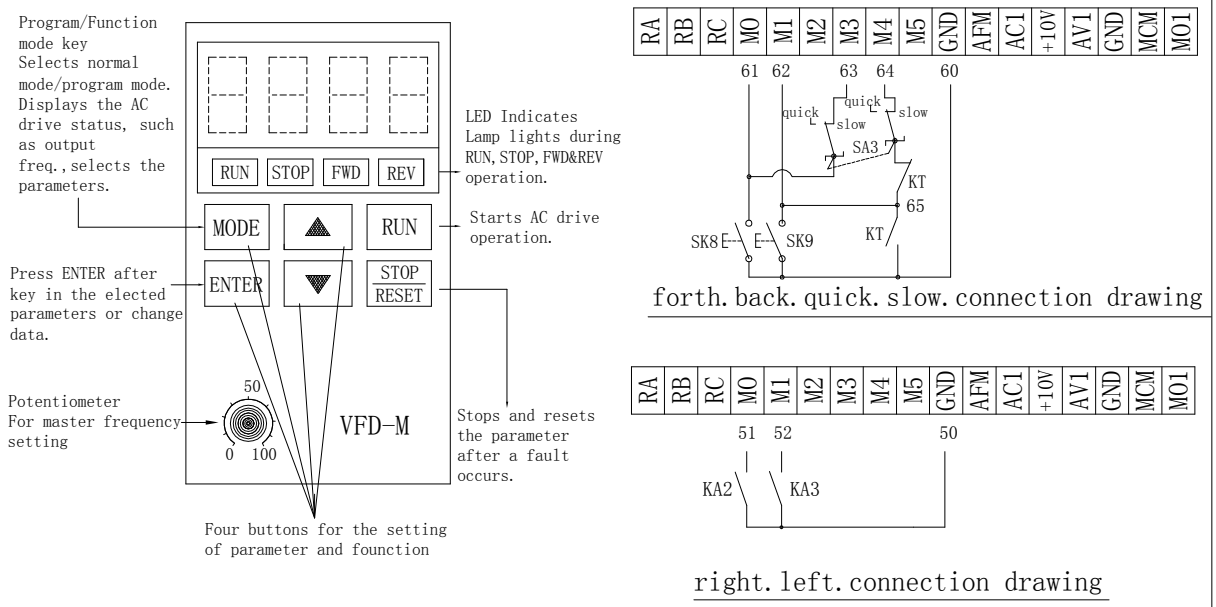 Program/Function
mode key
Selects normal
mode/program mode.
Displays the AC
drive status, such
as output
freq.,selects the
parameters.
RUN STOP FWD REV
LED Indicates
Lamp lights during
RUN,STOP,FWD&REV
operation.
MODE RUN
Starts AC drive
operation.
Press ENTER after
key in the elected
parameters or change
data.
ENTER STOP
RESET
Potentiometer
For master frequency
setting
50
0 100
VFD-M
Stops and resets
the parameter
after a fault
occurs.
Four buttons for the setting
of parameter and founction
RA RB RC MO M1 M2 M3 M4 M5 GND AFM AC1 +10V AV1 GND MCM MO1
61 62 63 64 60
quick quick slow
slow
SA3
KT
65
SK8 SK9 KT
forth.back.quick.slow.connection drawing
RA RB RC MO M1 M2 M3 M4 M5 GND AFM AC1 +10V AV1 GND MCM MO1
51 52 50
KA2 KA3
right.left.connection drawing